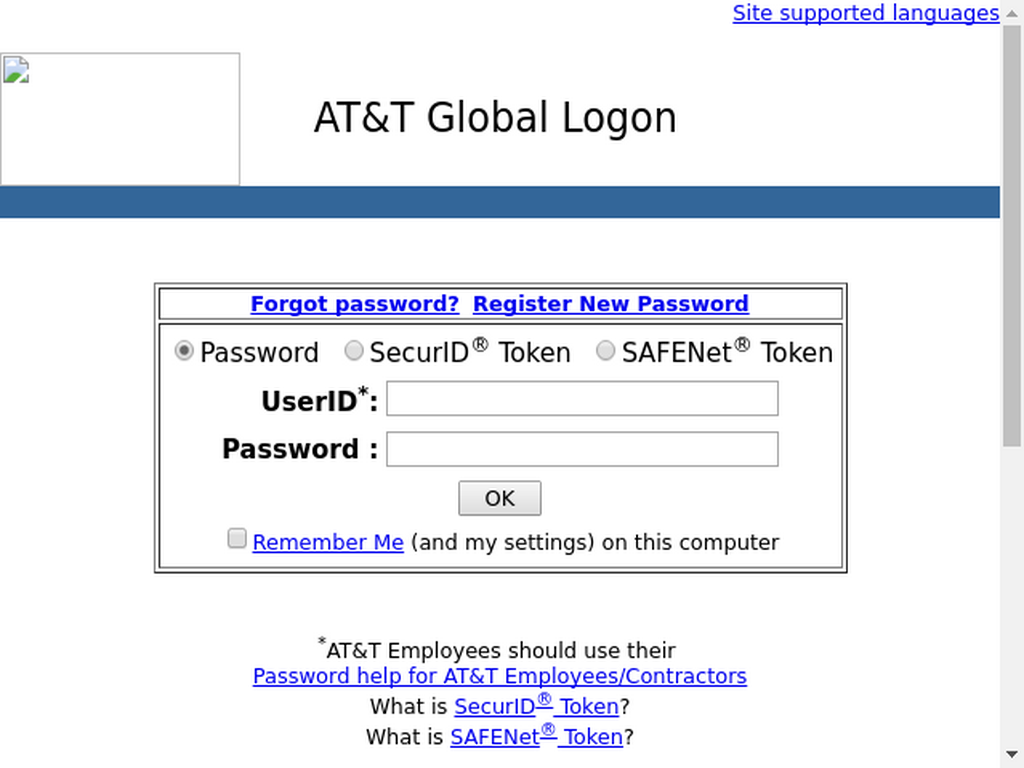 Site supported languages
AT&T Global Logon
Forgot password? Register New Password
Password SecurID® Token SAFENet® Token
UserID*:
Password :
OK
Remember Me (and my settings) on this computer
*AT&T Employees should use their
Password help for AT&T Employees/Contractors
What is SecurID® Token?
What is SAFENet® Token?